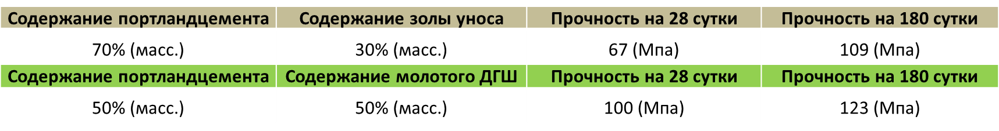 Содержание портландцемента Содержание золы уноса Прочность на 28 сутки Прочность на 180 сутки
70% (масс.) 30% (масс.) 67 (Мпа) 109 (Мпа)
Содержание портландцемента Содержание молотого ДГШ Прочность на 28 сутки Прочность на 180 сутки
50% (масс.) 50% (масс.) 100 (Мпа) 123 (Мпа)